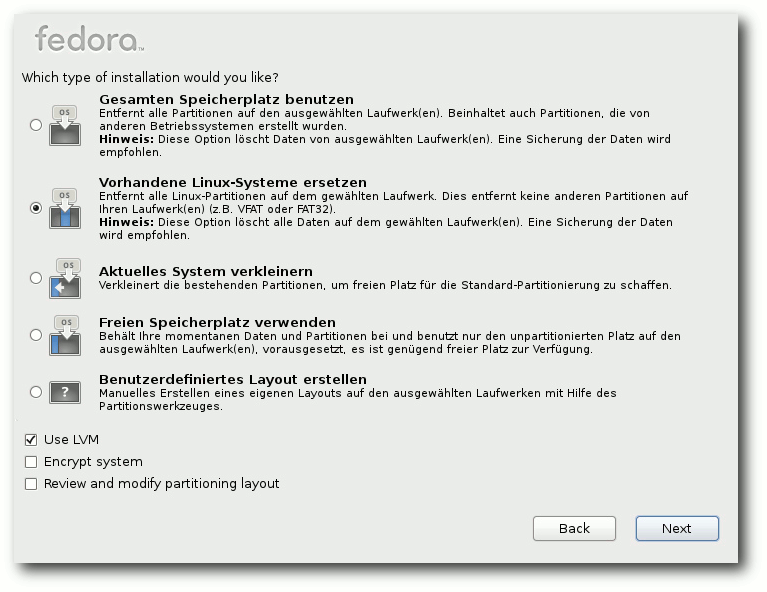 fedora™
Which type of installation would you like?
OS
Gesamten Speicherplatz benutzen
Entfernt alle Partitionen auf den ausgewählten Laufwerk(en). Beinhaltet auch Partitionen, die von
anderen Betriebssystemen erstellt wurden.
Hinweis: Diese Option löscht Daten von ausgewählten Laufwerk(en). Eine Sicherung der Daten wird
empfohlen.
OS
Vorhandene Linux-Systeme ersetzen
Entfernt alle Linux-Partitionen auf dem gewählten Laufwerk. Dies entfernt keine anderen Partitionen auf
Ihren Laufwerk(en) (z.B. VFAT oder FAT32).
Hinweis: Diese Option löscht alle Daten auf dem gewählten Laufwerk(en). Eine Sicherung der Daten
wird empfohlen.
OS
Aktuelles System verkleinern
Verkleinert die bestehenden Partitionen, um freien Platz für die Standard-Partitionierung zu schaffen.
OS
Freien Speicherplatz verwenden
Behält Ihre momentanen Daten und Partitionen bei und benutzt nur den unpartitionierten Platz auf den
ausgewählten Laufwerk(en), vorausgesetzt, es ist genügend freier Platz zur Verfügung.
?
Benutzerdefiniertes Layout erstellen
Manuelles Erstellen eines eigenen Layouts auf den ausgewählten Laufwerken mit Hilfe des
Partitionswerkzeuges.
Use LVM
Encrypt system
Review and modify partitioning layout
Back Next